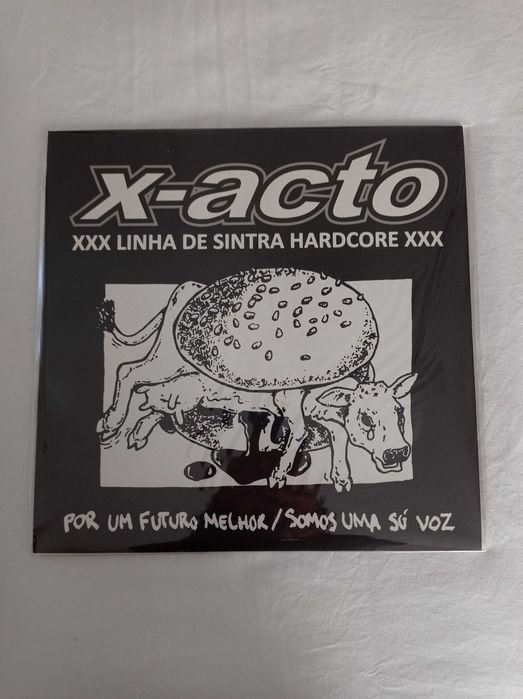 x-acto
XXX LINHA DE SINTRA HARDCORE XXX
POR UM FUTURO MELHOR/SOMOS UMA SÓ VOZ